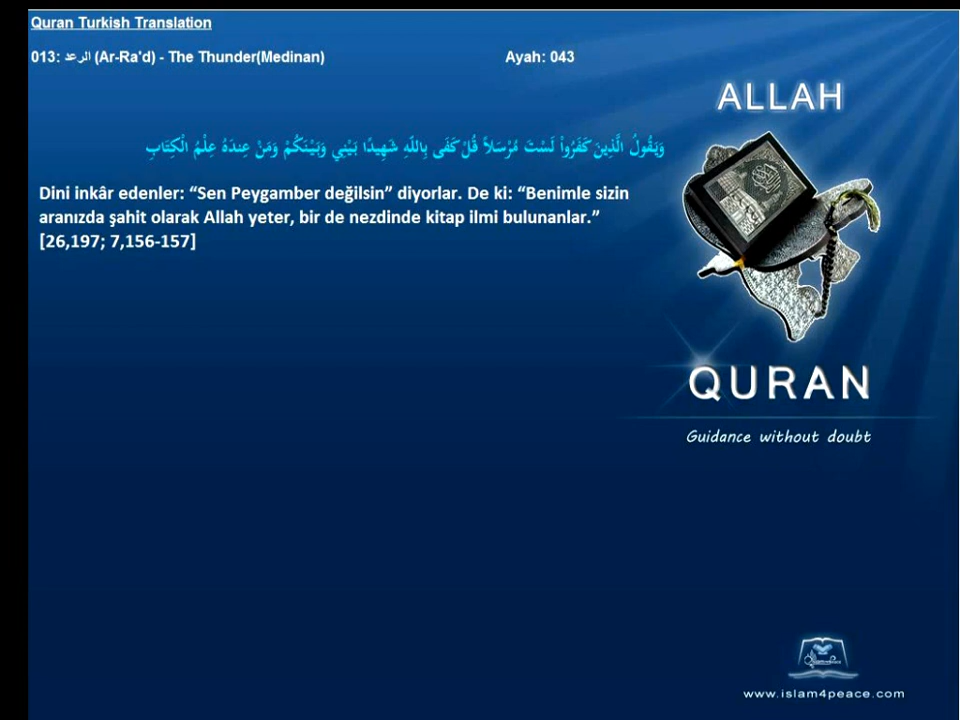 Quran Turkish Translation
013: الرعد (Ar-Ra'd) - The Thunder(Medinan) Ayah: 043
ALLAH
وَيَقُولُ الَّذِينَ كَفَرُواْ لَسْتَ مُرْسَلاً قُلْ كَفَى بِاللّهِ شَهِيدًا بَيْنِي وَبَيْنَكُمْ وَمَنْ عِندَهُ عِلْمُ الْكِتَابِ
Dini inkâr edenler: “Sen Peygamber değilsin” diyorlar. De ki: “Benimle sizin
aranızda şahit olarak Allah yeter, bir de nezdinde kitap ilmi bulunanlar.”
[26,197; 7,156-157]
QURAN
Guidance without doubt
www.islam4peace.com